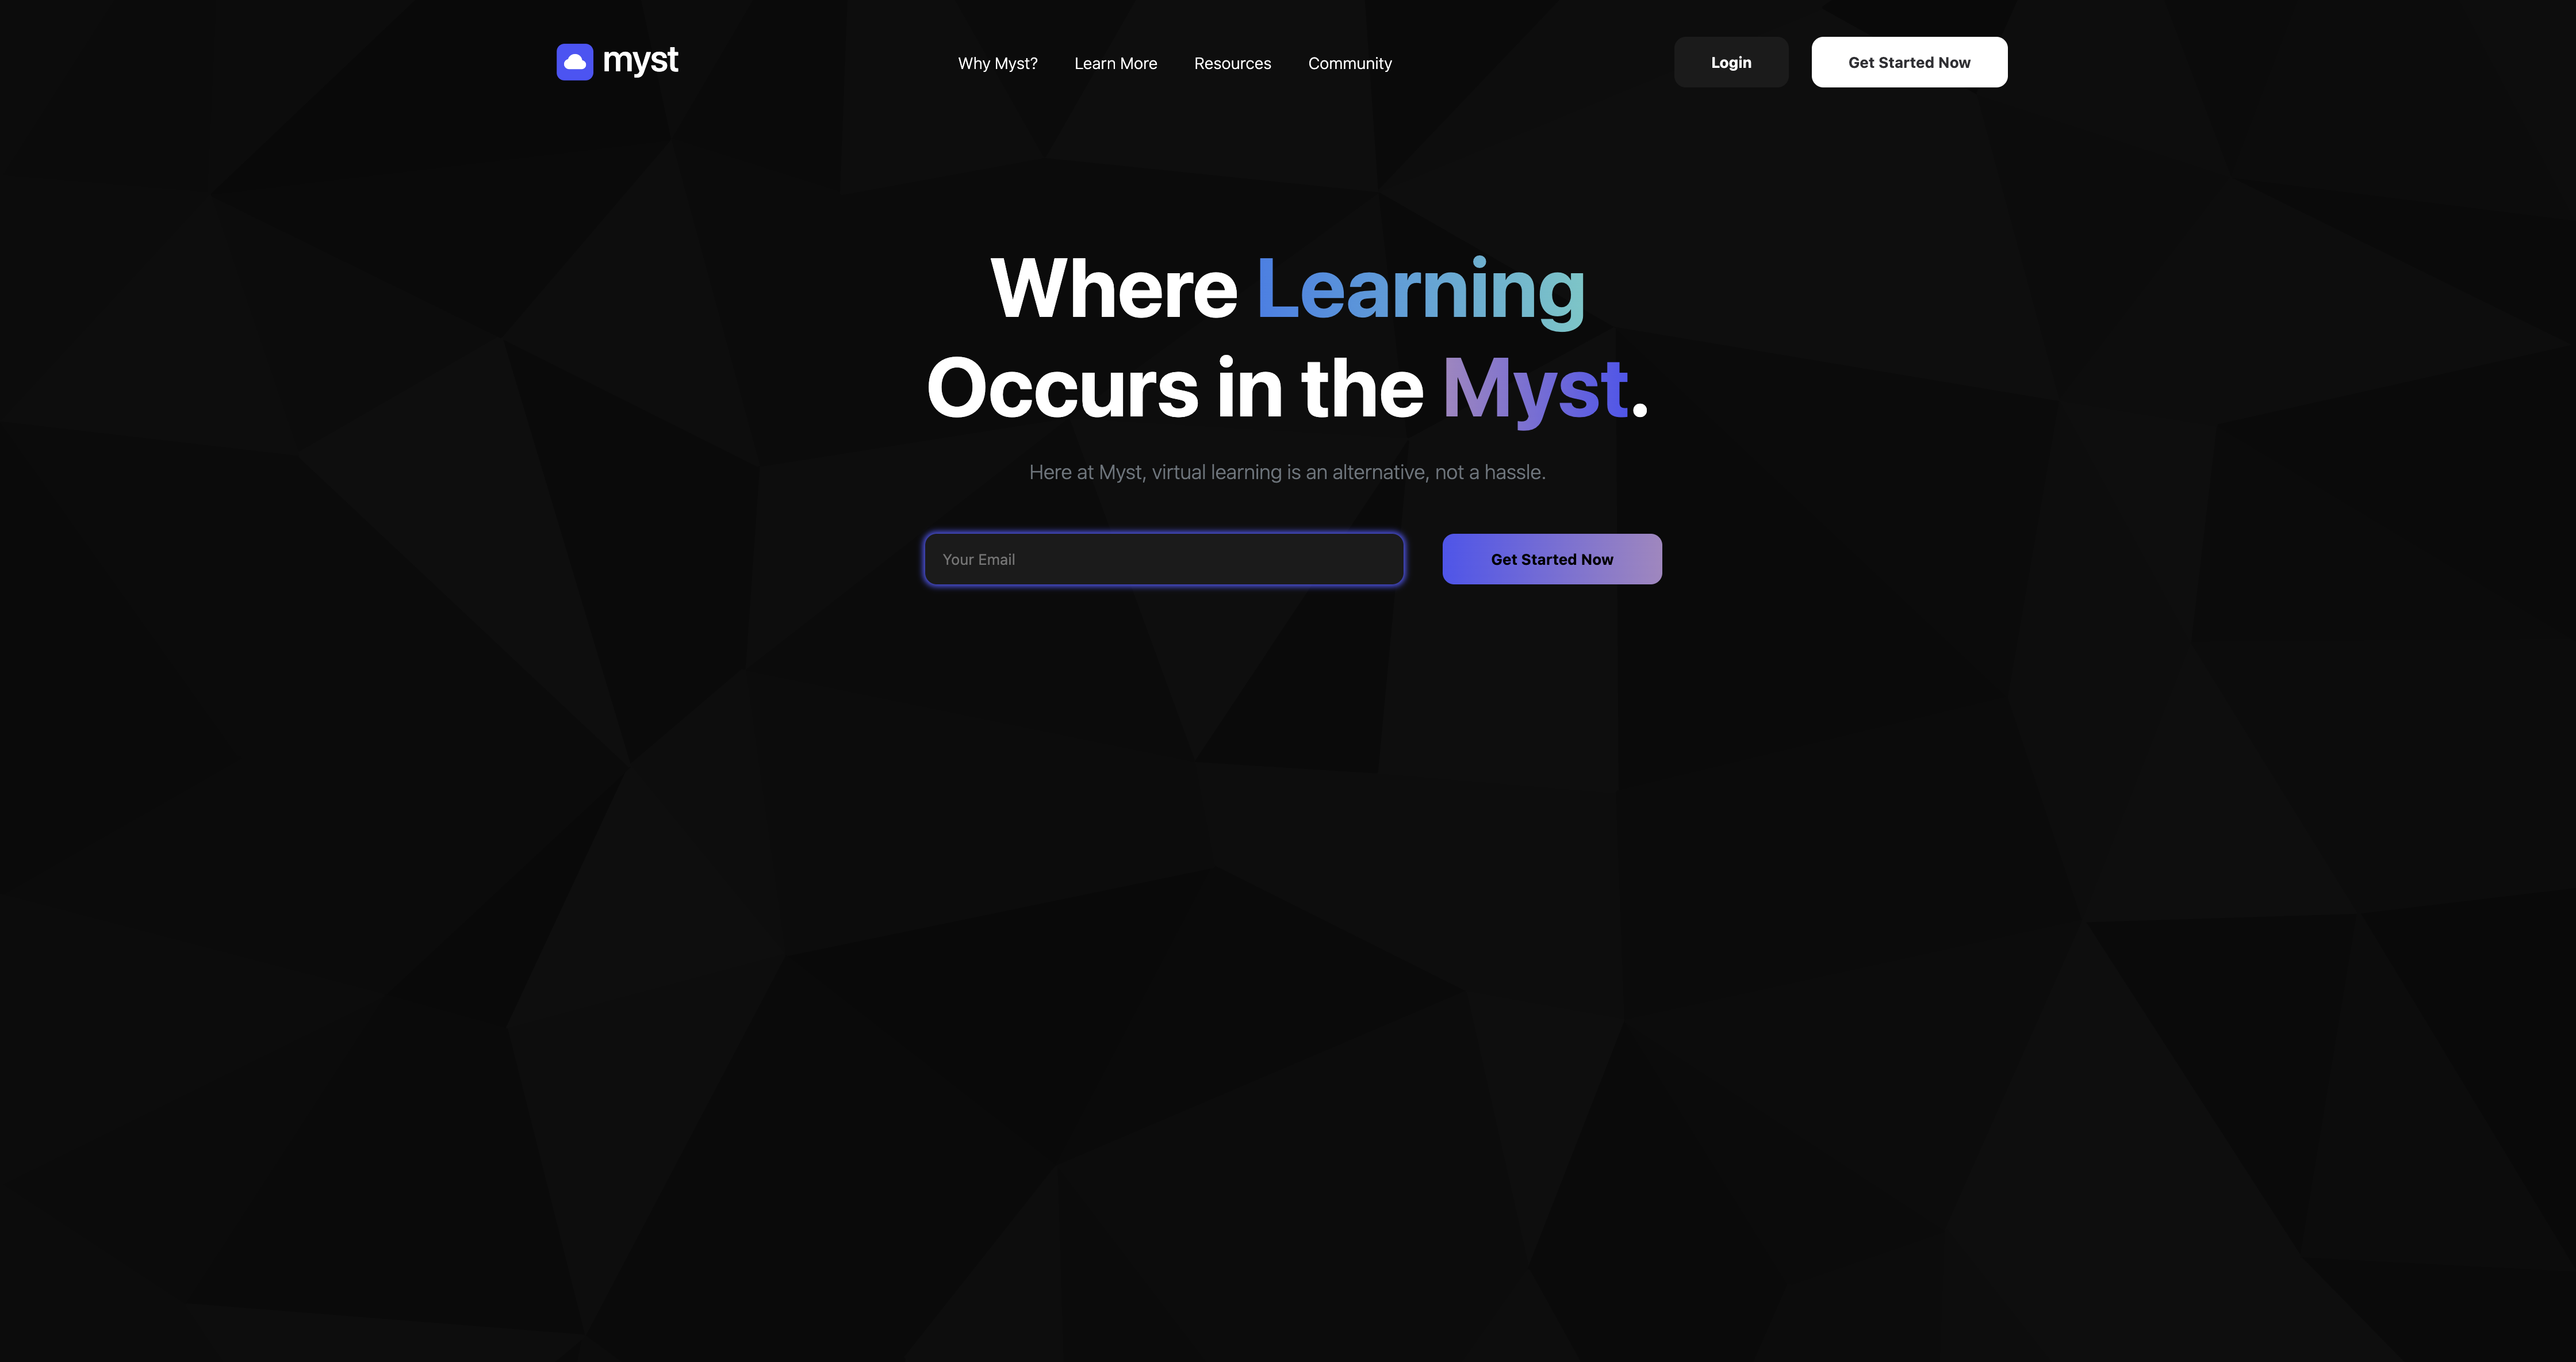 myst
Why Myst?
Learn More
Resources
Community
Login
Get Started Now
Where Learning
Occurs in the Myst.
Here at Myst, virtual learning is an alternative, not a hassle.
Your Email
Get Started Now